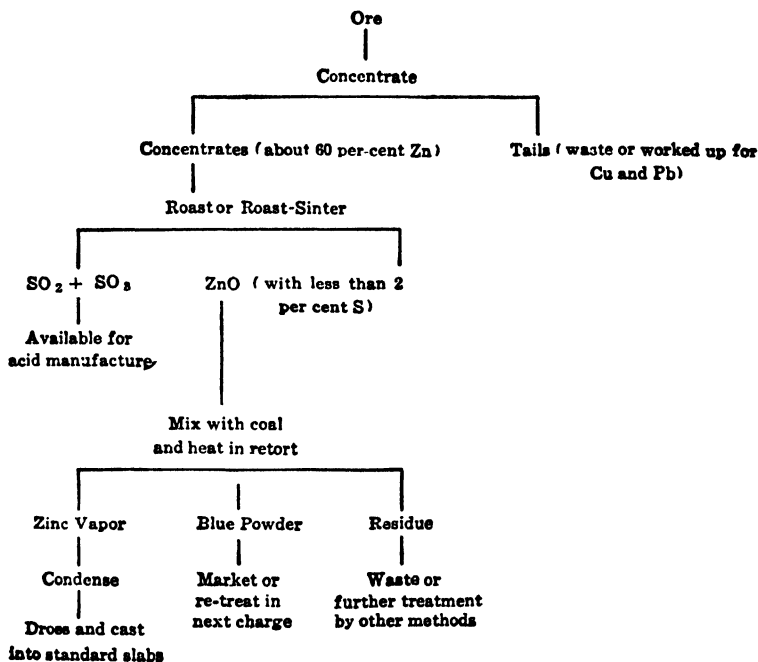 Ore
Concentrate
Concentrates (about 60 per-cent Zn)
Tails (waste or worked up for
Cu and Pb)
Roast or Roast-Sinter
SO₂ + SO₃
ZnO (with less than 2
per cent S)
Available for
acid manufacture
Mix with coal
and heat in retort
Zinc Vapor
Blue Powder
Residue
Condense
Market or
re-treat in
next charge
Waste or
further treatment
by other methods
Dross and cast
into standard slabs